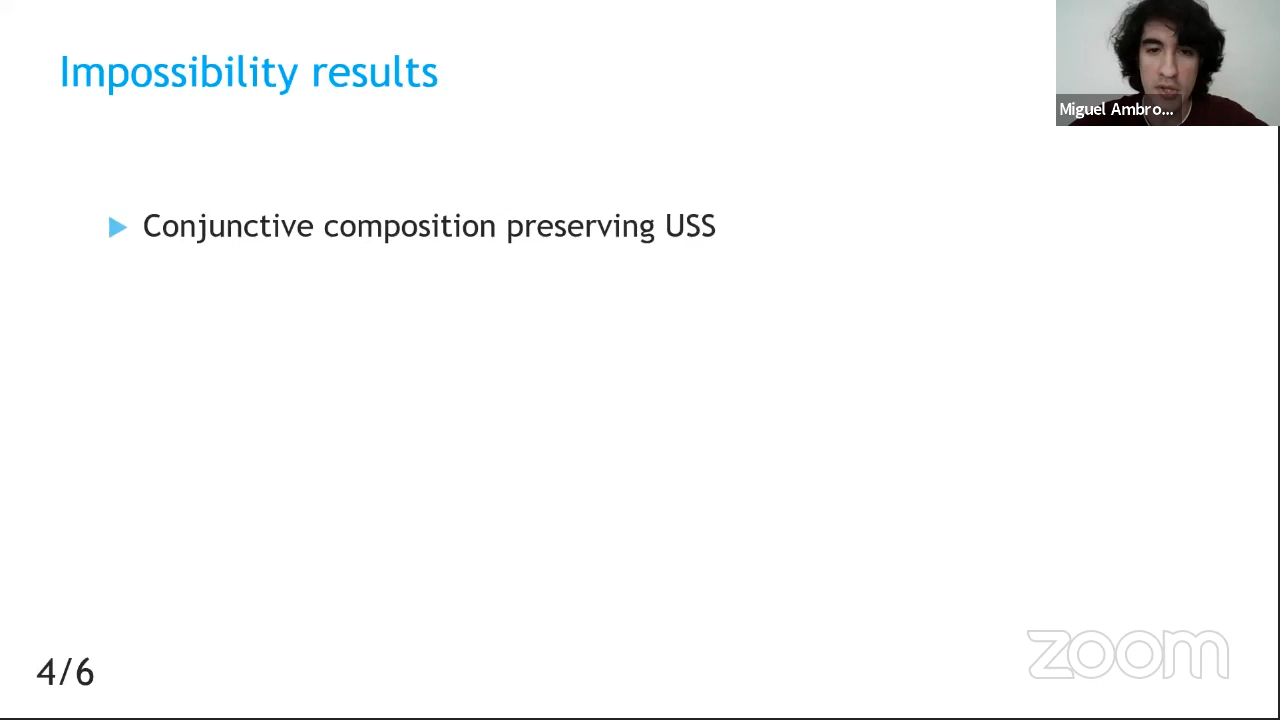 Impossibility results
Miguel Ambro...
Conjunctive composition preserving USS
4/6
zoom